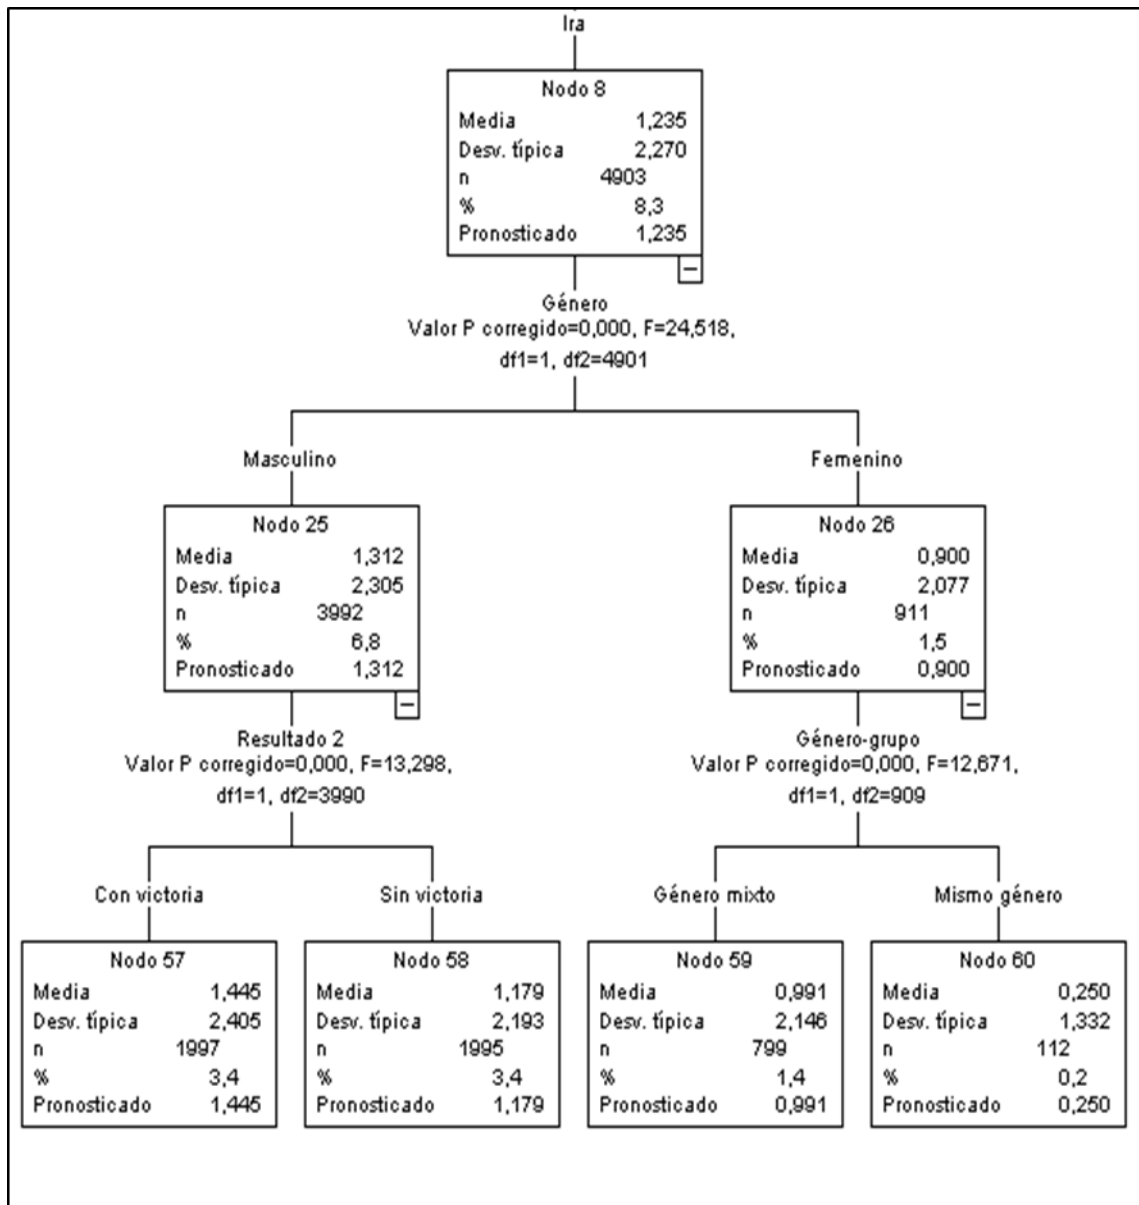 Ira
Nodo 8
Media 1,235
Desv. típica 2,270
n 4903
% 8,3
Pronosticado 1,235
Género
Valor P corregido=0,000, F=24,518,
df1=1, df2=4901
Masculino
Femenino
Nodo 25
Media 1,312
Desv. típica 2,305
n 3992
% 6,8
Pronosticado 1,312
Nodo 26
Media 0,900
Desv. típica 2,077
n 911
% 1,5
Pronosticado 0,900
Resultado 2
Valor P corregido=0,000, F=13,298,
df1=1, df2=3990
Género-grupo
Valor P corregido=0,000, F=12,671,
df1=1, df2=909
Con victoria
Sin victoria
Género mixto
Mismo género
Nodo 57
Media 1,445
Desv. típica 2,405
n 1997
% 3,4
Pronosticado 1,445
Nodo 58
Media 1,179
Desv. típica 2,193
n 1995
% 3,4
Pronosticado 1,179
Nodo 59
Media 0,991
Desv. típica 2,146
n 799
% 1,4
Pronosticado 0,991
Nodo 60
Media 0,250
Desv. típica 1,332
n 112
% 0,2
Pronosticado 0,250